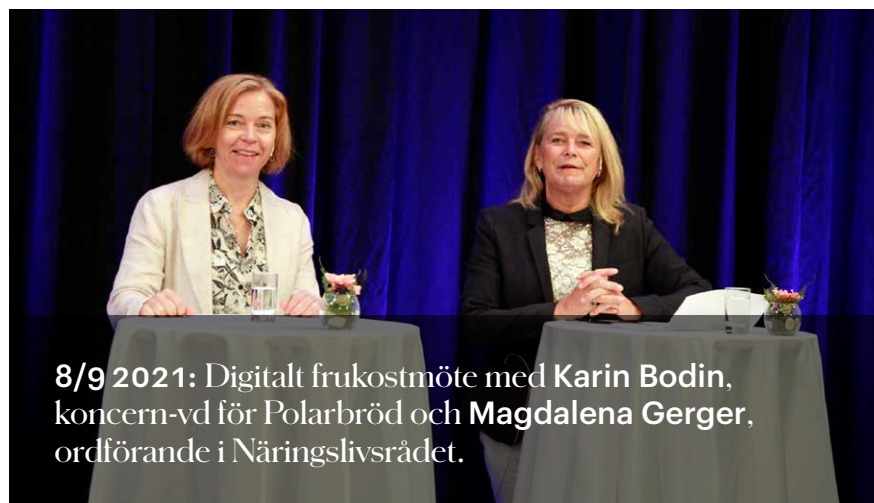 8/9 2021: Digitalt frukostmöte med Karin Bodin,
koncern-vd för Polarbröd och Magdalena Gerger,
ordförande i Näringslivsrådet.